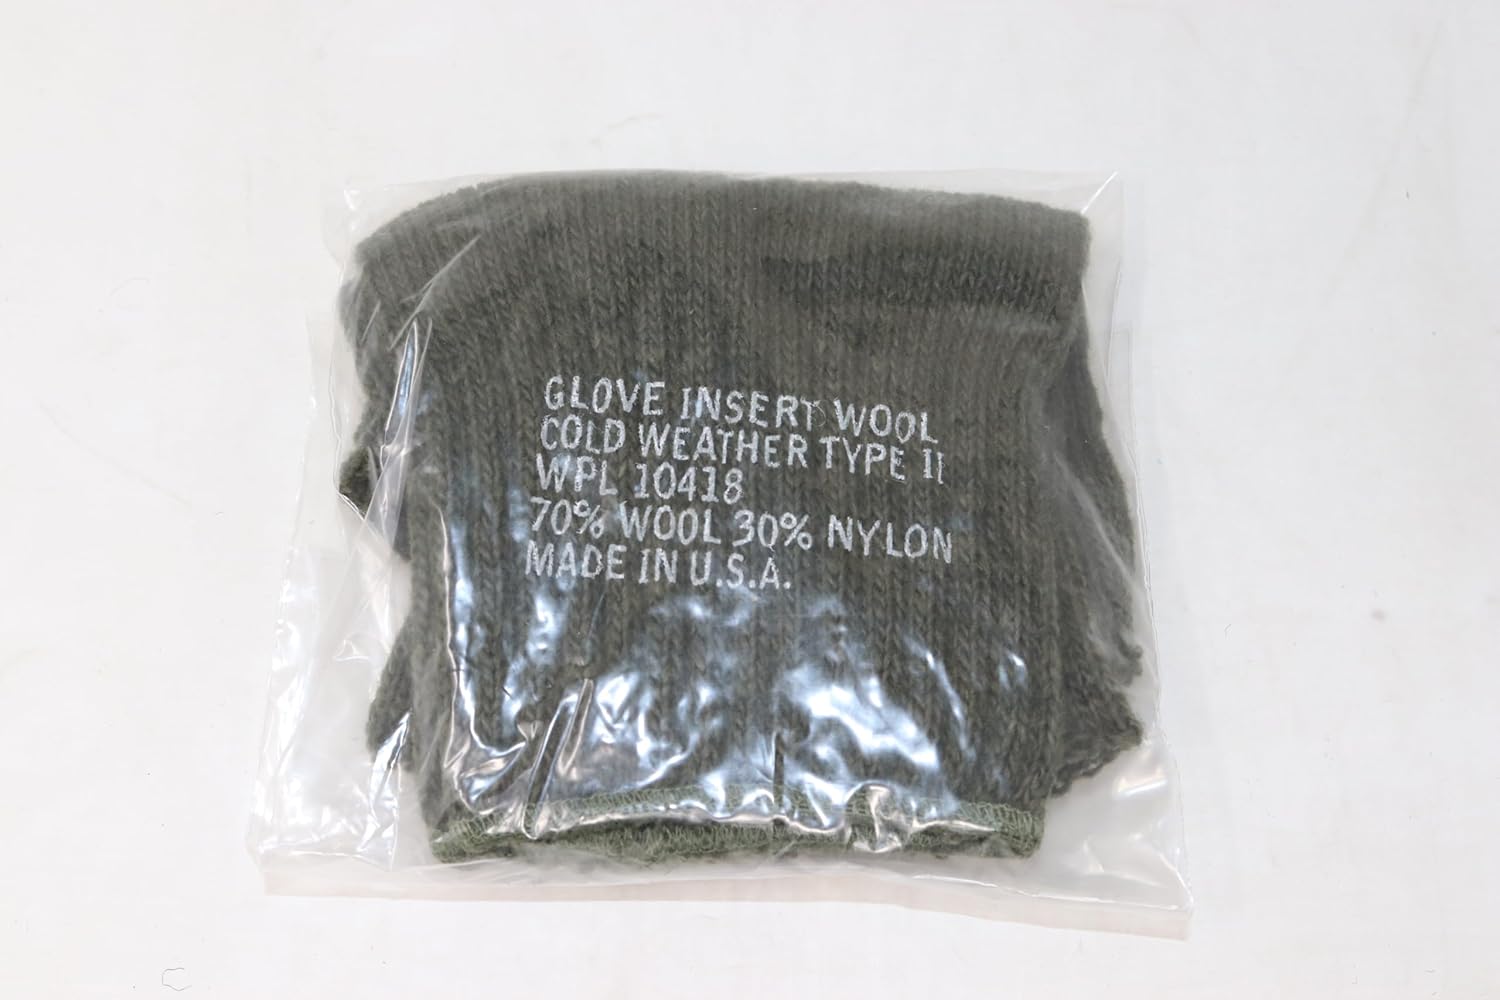 GLOVE INSERT WOOL
COLD WEATHER TYPE II
WPL 10418
70% WOOL 30% NYLON
MADE IN U.S.A.